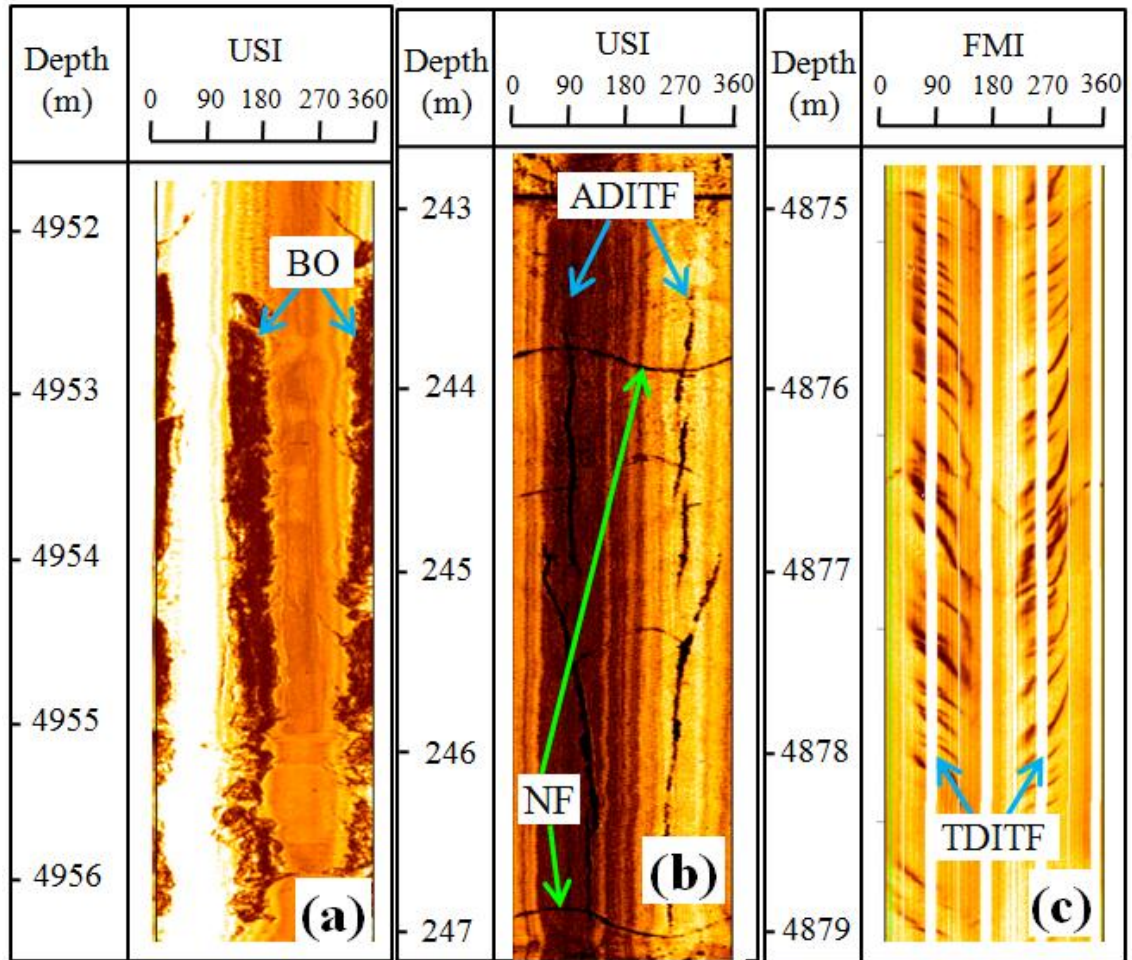 Depth
(m)
USI
0 90 180 270 360
4952
4953
4954
4955
4956
BO
(a)
Depth
(m)
USI
0 90 180 270 360
243
244
245
246
247
ADITF
NF
(b)
Depth
(m)
FMI
0 90 180 270 360
4875
4876
4877
4878
4879
TDITF
(c)